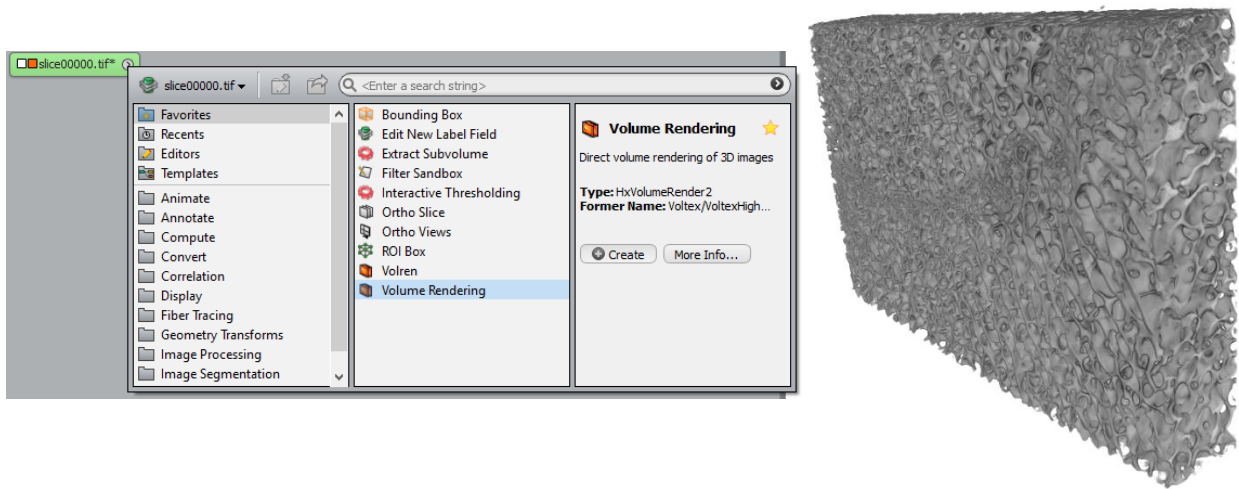 slice00000.tif*
slice00000.tif
<Enter a search string>
Favorites
Recents
Editors
Templates
Animate
Annotate
Compute
Convert
Correlation
Display
Fiber Tracing
Geometry Transforms
Image Processing
Image Segmentation
Bounding Box
Edit New Label Field
Extract Subvolume
Filter Sandbox
Interactive Thresholding
Ortho Slice
Ortho Views
ROI Box
Volren
Volume Rendering
Volume Rendering
Direct volume rendering of 3D images
Type: HxVolumeRender2
Former Name: Voltex/VoltexHigh...
Create
More Info...